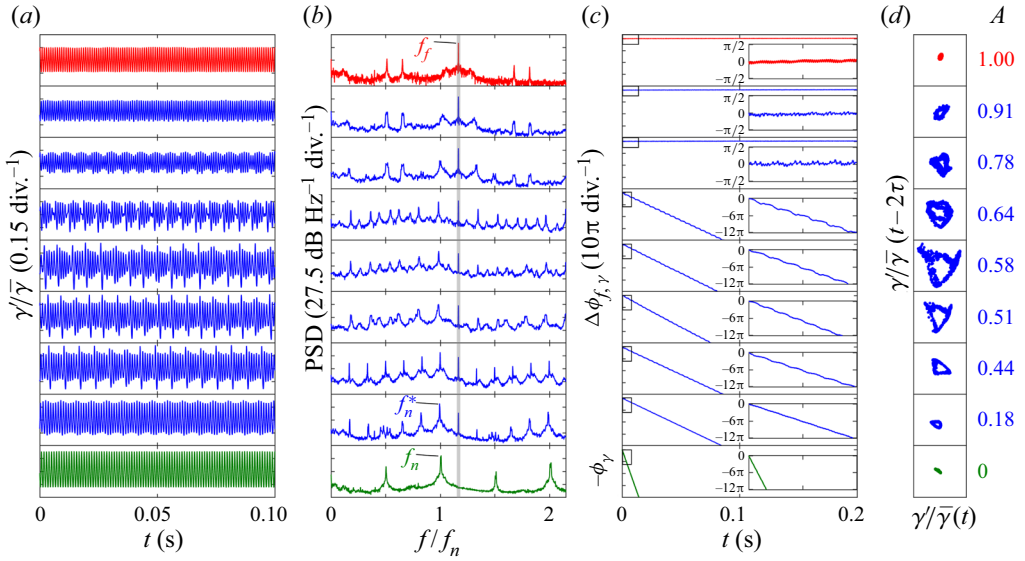 (a) (b) (c) (d) A
γ′/γ̄ (0.15 div.⁻¹)
0 0.05 0.10
t (s)
PSD (27.5 dB Hz⁻¹ div.⁻¹)
f_f
f_n^*
f_n
0 1 2
f/f_n
Δϕ_{f, γ} (10π div.⁻¹)
−ϕ_γ
π/2
0
−π/2
π/2
0
−π/2
π/2
0
−π/2
0
−6π
−12π
0
−6π
−12π
0
−6π
−12π
0
−6π
−12π
0
−6π
−12π
0
−6π
−12π
0 0.1 0.2
t (s)
γ′/γ̄ (t−2τ)
γ′/γ̄ (t)
1.00
0.91
0.78
0.64
0.58
0.51
0.44
0.18
0